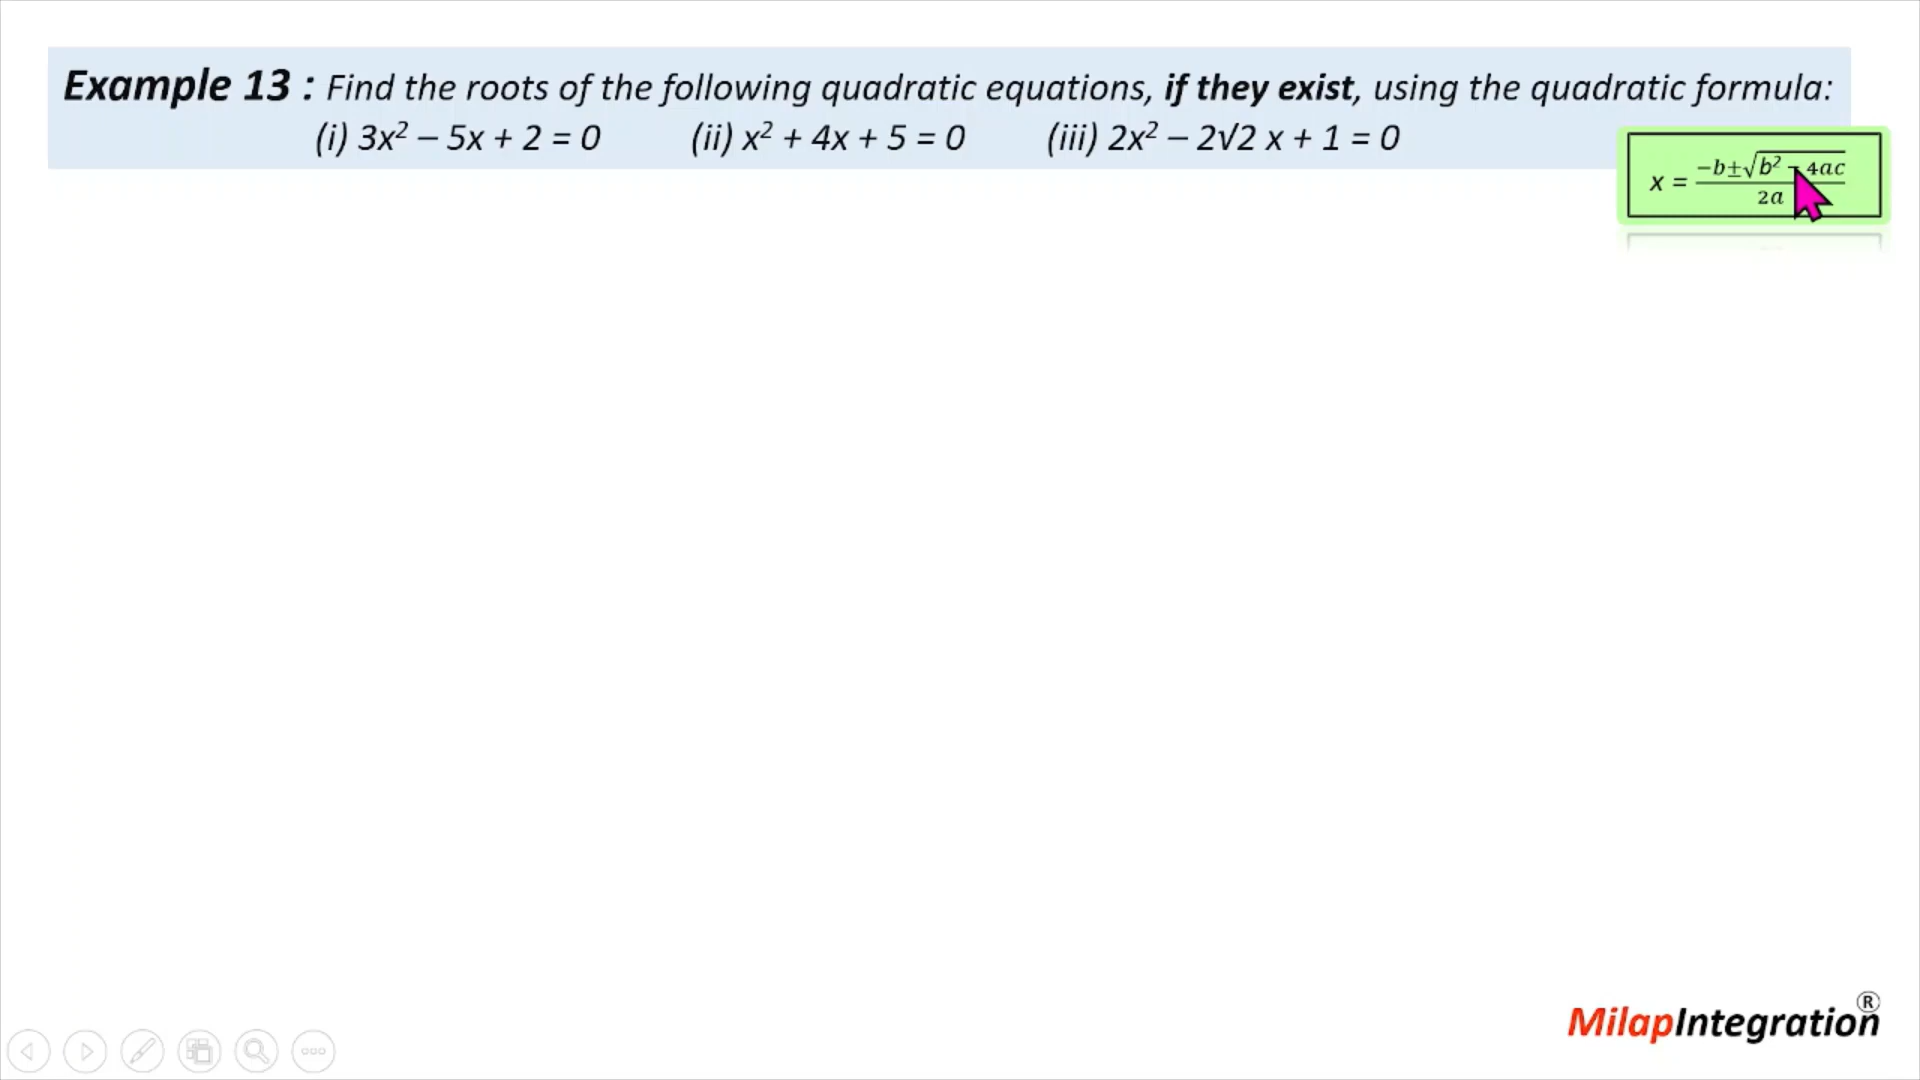 Example 13 : Find the roots of the following quadratic equations, if they exist, using the quadratic formula:
(i) 3x² – 5x + 2 = 0 (ii) x² + 4x + 5 = 0 (iii) 2x² – 2√2 x + 1 = 0
x = −b±√b² − 4ac / 2a
MilapIntegration®